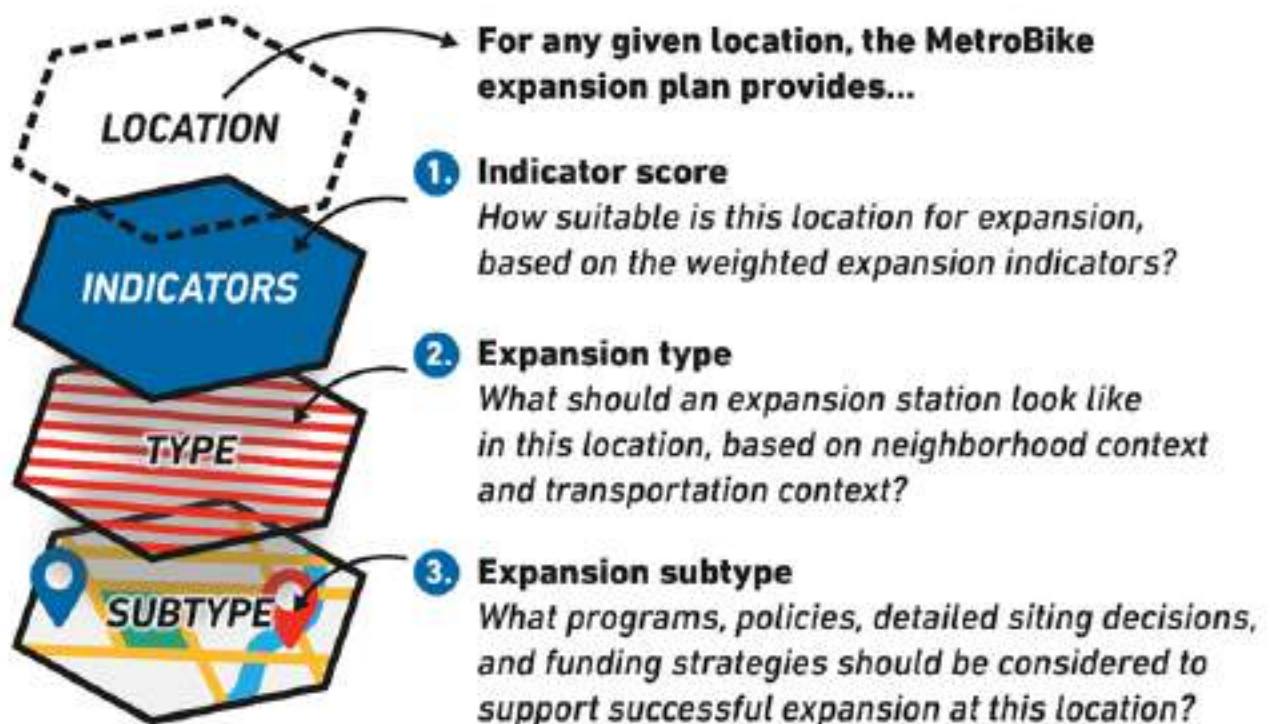 LOCATION
For any given location, the MetroBike
expansion plan provides...
INDICATORS
1. Indicator score
How suitable is this location for expansion,
based on the weighted expansion indicators?
TYPE
2. Expansion type
What should an expansion station look like
in this location, based on neighborhood context
and transportation context?
SUBTYPE
3. Expansion subtype
What programs, policies, detailed siting decisions,
and funding strategies should be considered to
support successful expansion at this location?